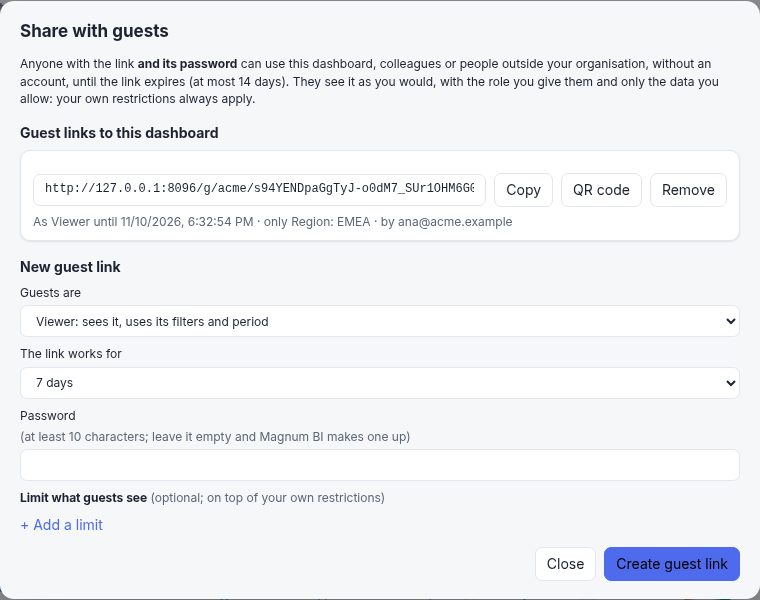 Share with guests
Anyone with the link and its password can use this dashboard, colleagues or people outside your organisation, without an
account, until the link expires (at most 14 days). They see it as you would, with the role you give them and only the data you
allow: your own restrictions always apply.
Guest links to this dashboard
http://127.0.0.1:8096/g/acme/s94YENDpaGgTyJ-o0dM7_SUr1OHM6G Copy QR code Remove
As Viewer until 11/10/2026, 6:32:54 PM · only Region: EMEA · by ana@acme.example
New guest link
Guests are
Viewer: sees it, uses its filters and period
The link works for
7 days
Password
(at least 10 characters; leave it empty and Magnum BI makes one up)
Limit what guests see (optional; on top of your own restrictions)
+ Add a limit
Close Create guest link